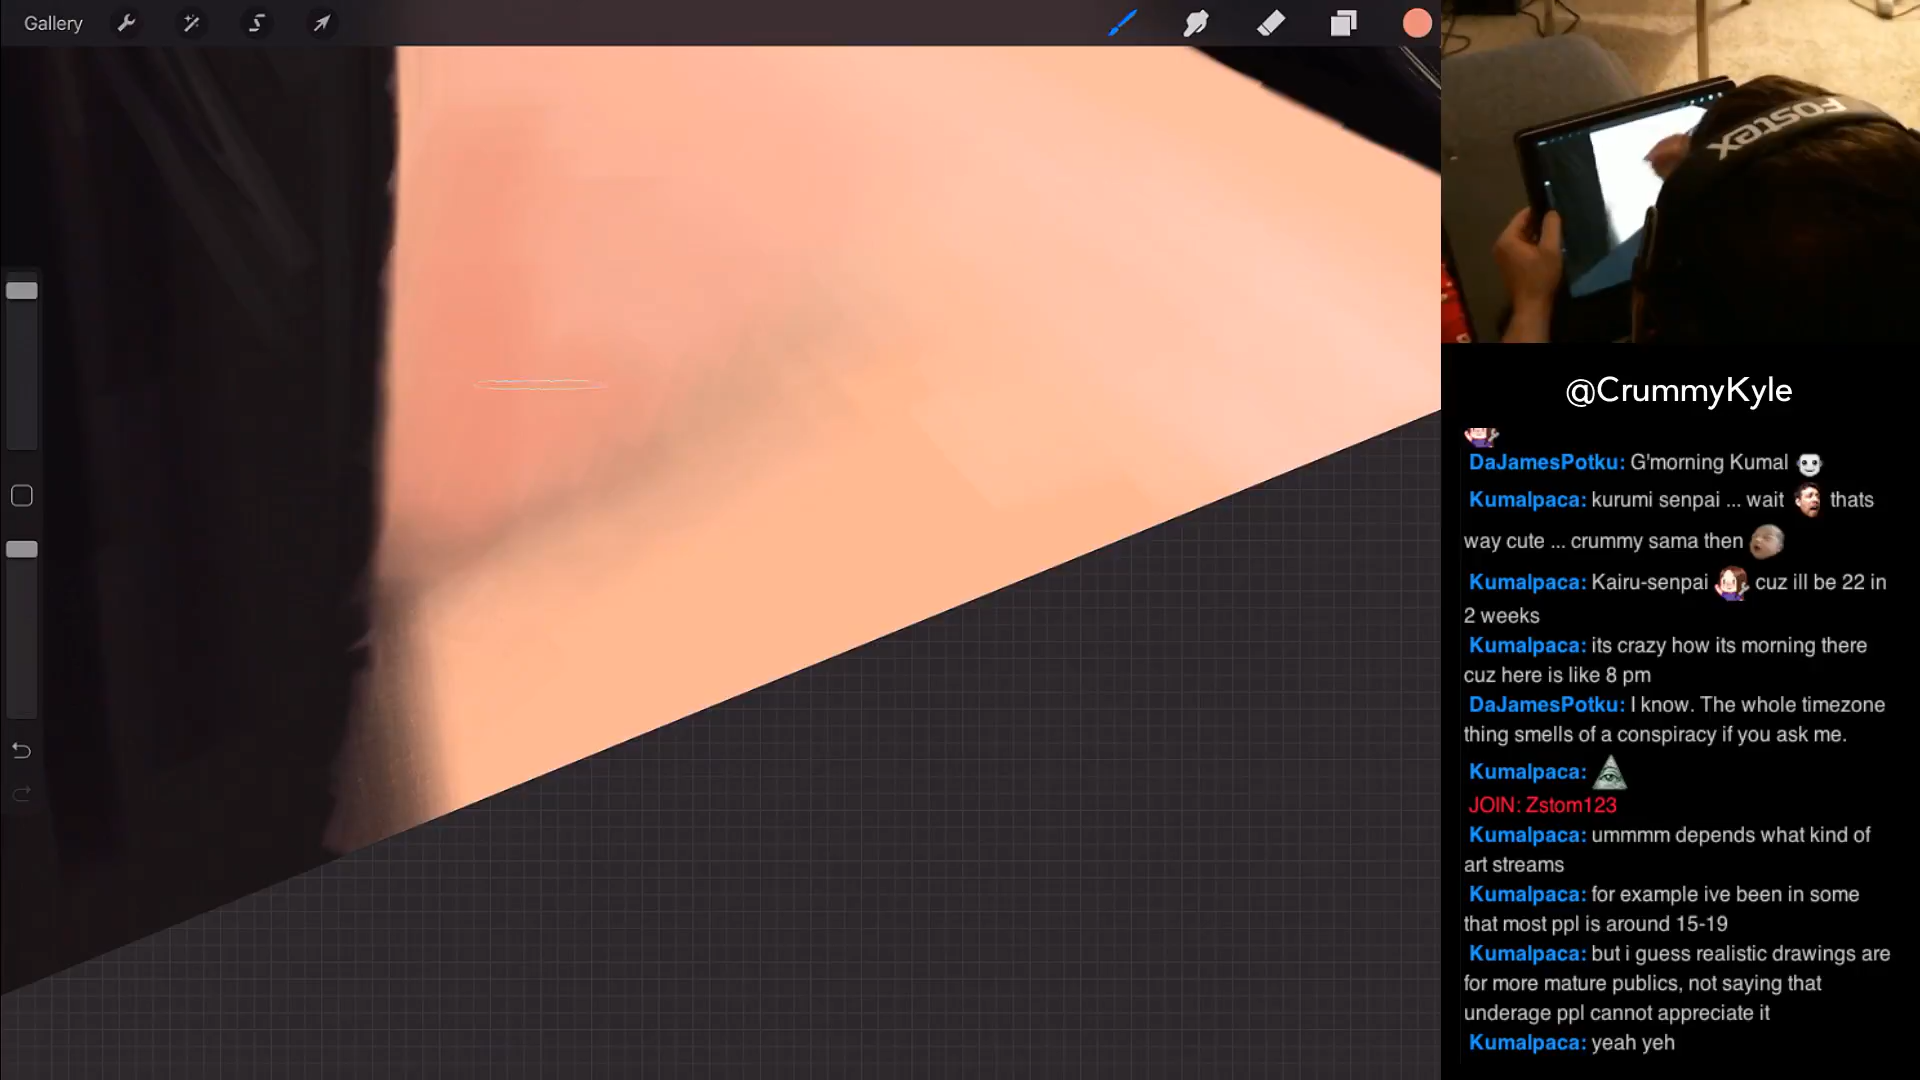 Gallery
FOSTEX
@CrummyKyle
DaJamesPotku: G'morning Kumal
Kumalpaca: kurumi senpai ... wait thats
way cute ... crummy sama then
Kumalpaca: Kairu-senpai cuz ill be 22 in
2 weeks
Kumalpaca: its crazy how its morning there
cuz here is like 8 pm
DaJamesPotku: I know. The whole timezone
thing smells of a conspiracy if you ask me.
Kumalpaca:
JOIN: Zstom123
Kumalpaca: ummmm depends what kind of
art streams
Kumalpaca: for example ive been in some
that most ppl is around 15-19
Kumalpaca: but i guess realistic drawings are
for more mature publics, not saying that
underage ppl cannot appreciate it
Kumalpaca: yeah yeh